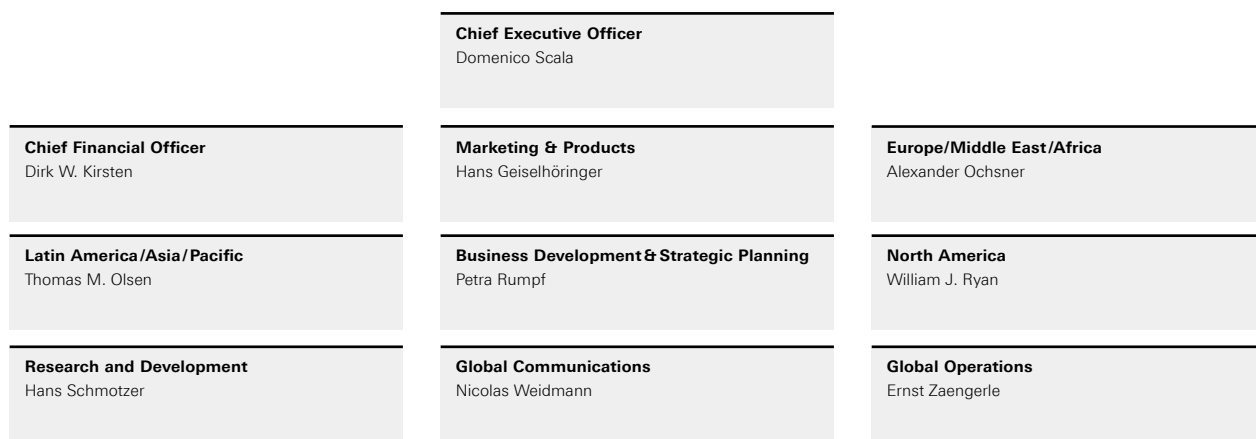 Chief Executive Officer
Domenico Scala
Chief Financial Officer
Dirk W. Kirsten
Marketing & Products
Hans Geiselhöringer
Europe/Middle East/Africa
Alexander Ochsner
Latin America/Asia/Pacific
Thomas M. Olsen
Business Development & Strategic Planning
Petra Rumpf
North America
William J. Ryan
Research and Development
Hans Schmotzer
Global Communications
Nicolas Weidmann
Global Operations
Ernst Zaengerle